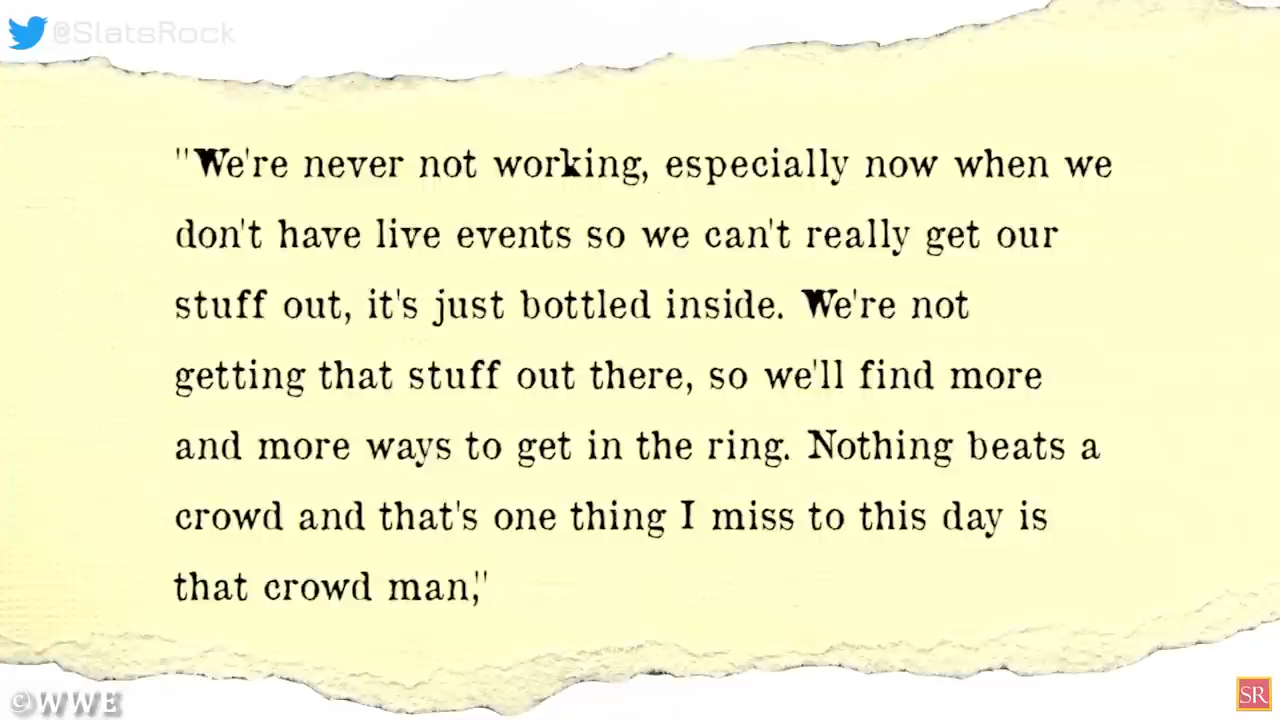 @SlatsRock
"We're never not working, especially now when we
don't have live events so we can't really get our
stuff out, it's just bottled inside. We're not
getting that stuff out there, so we'll find more
and more ways to get in the ring. Nothing beats a
crowd and that's one thing I miss to this day is
that crowd man,"
©WWE
SR